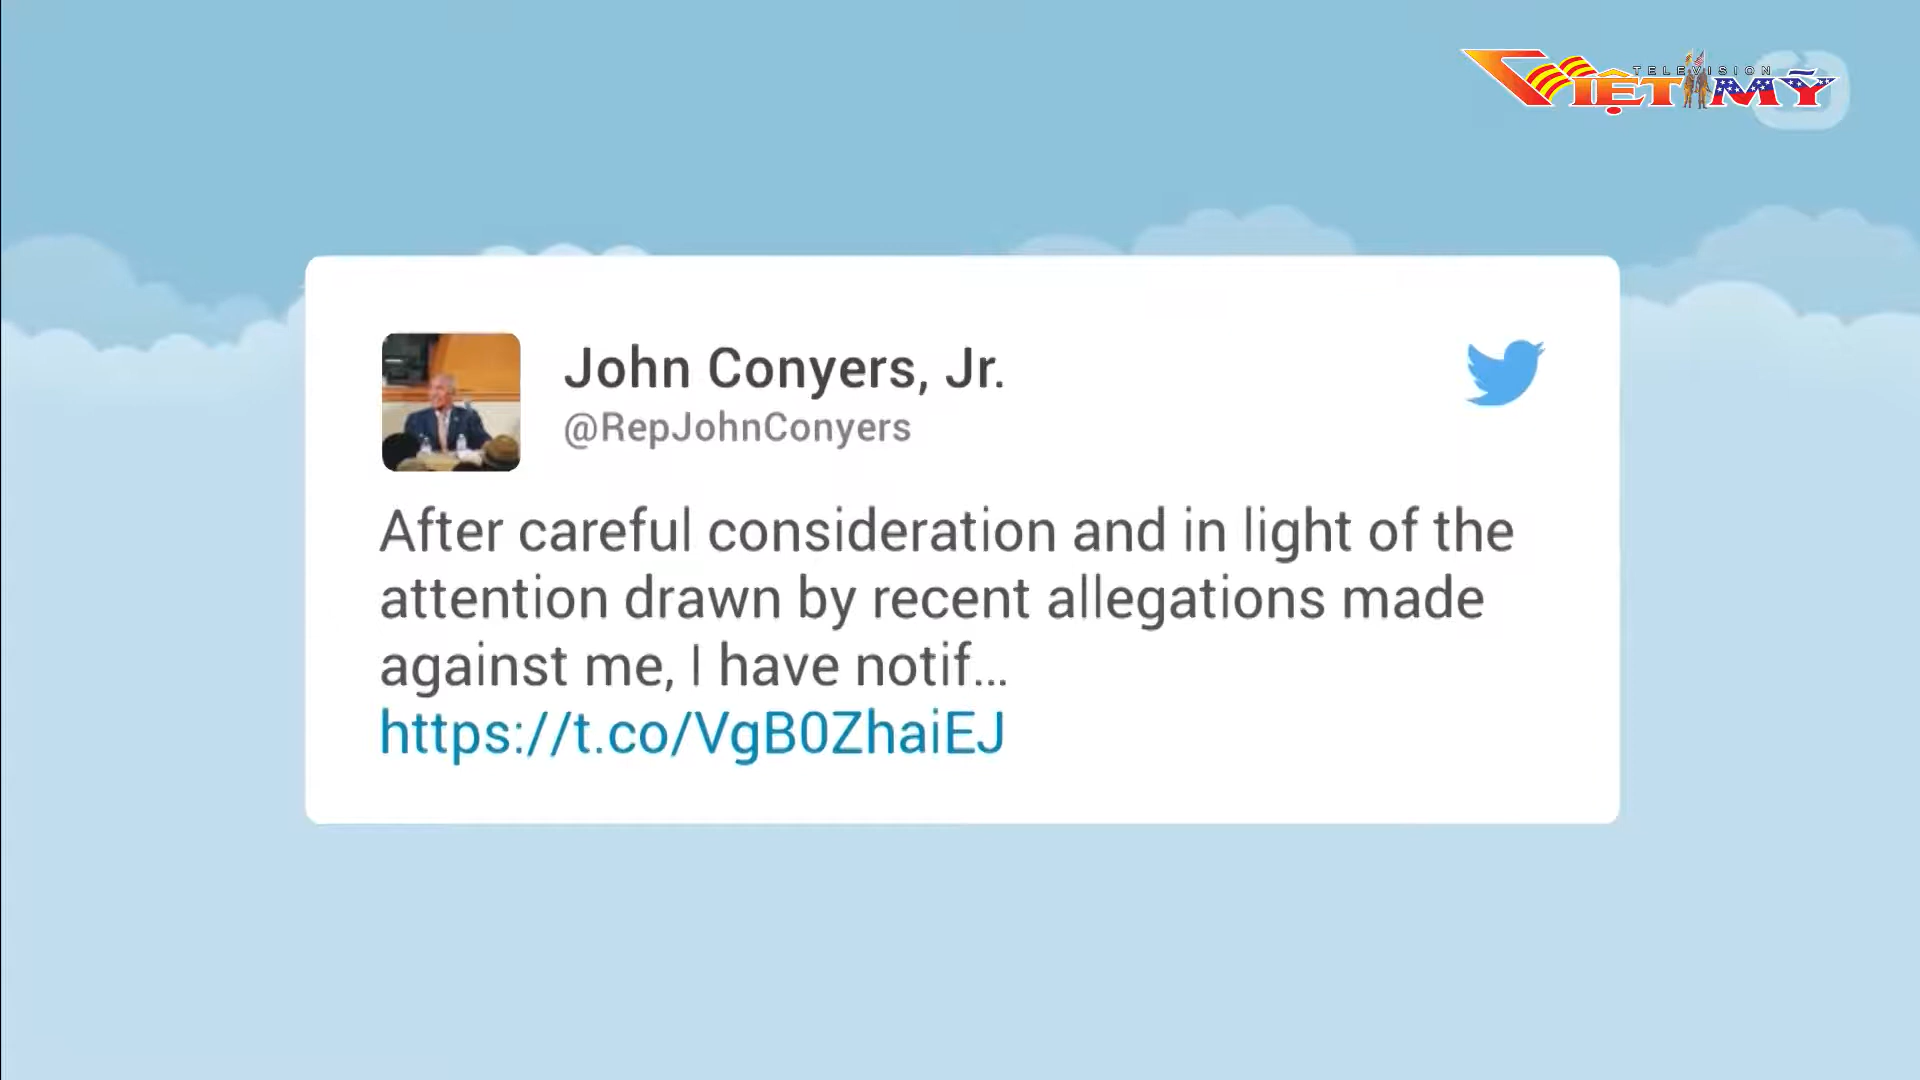 TELEVISION
VIỆT MỸ
John Conyers, Jr.
@RepJohnConyers
After careful consideration and in light of the
attention drawn by recent allegations made
against me, I have notif...
https://t.co/VgB0ZhaiEJ